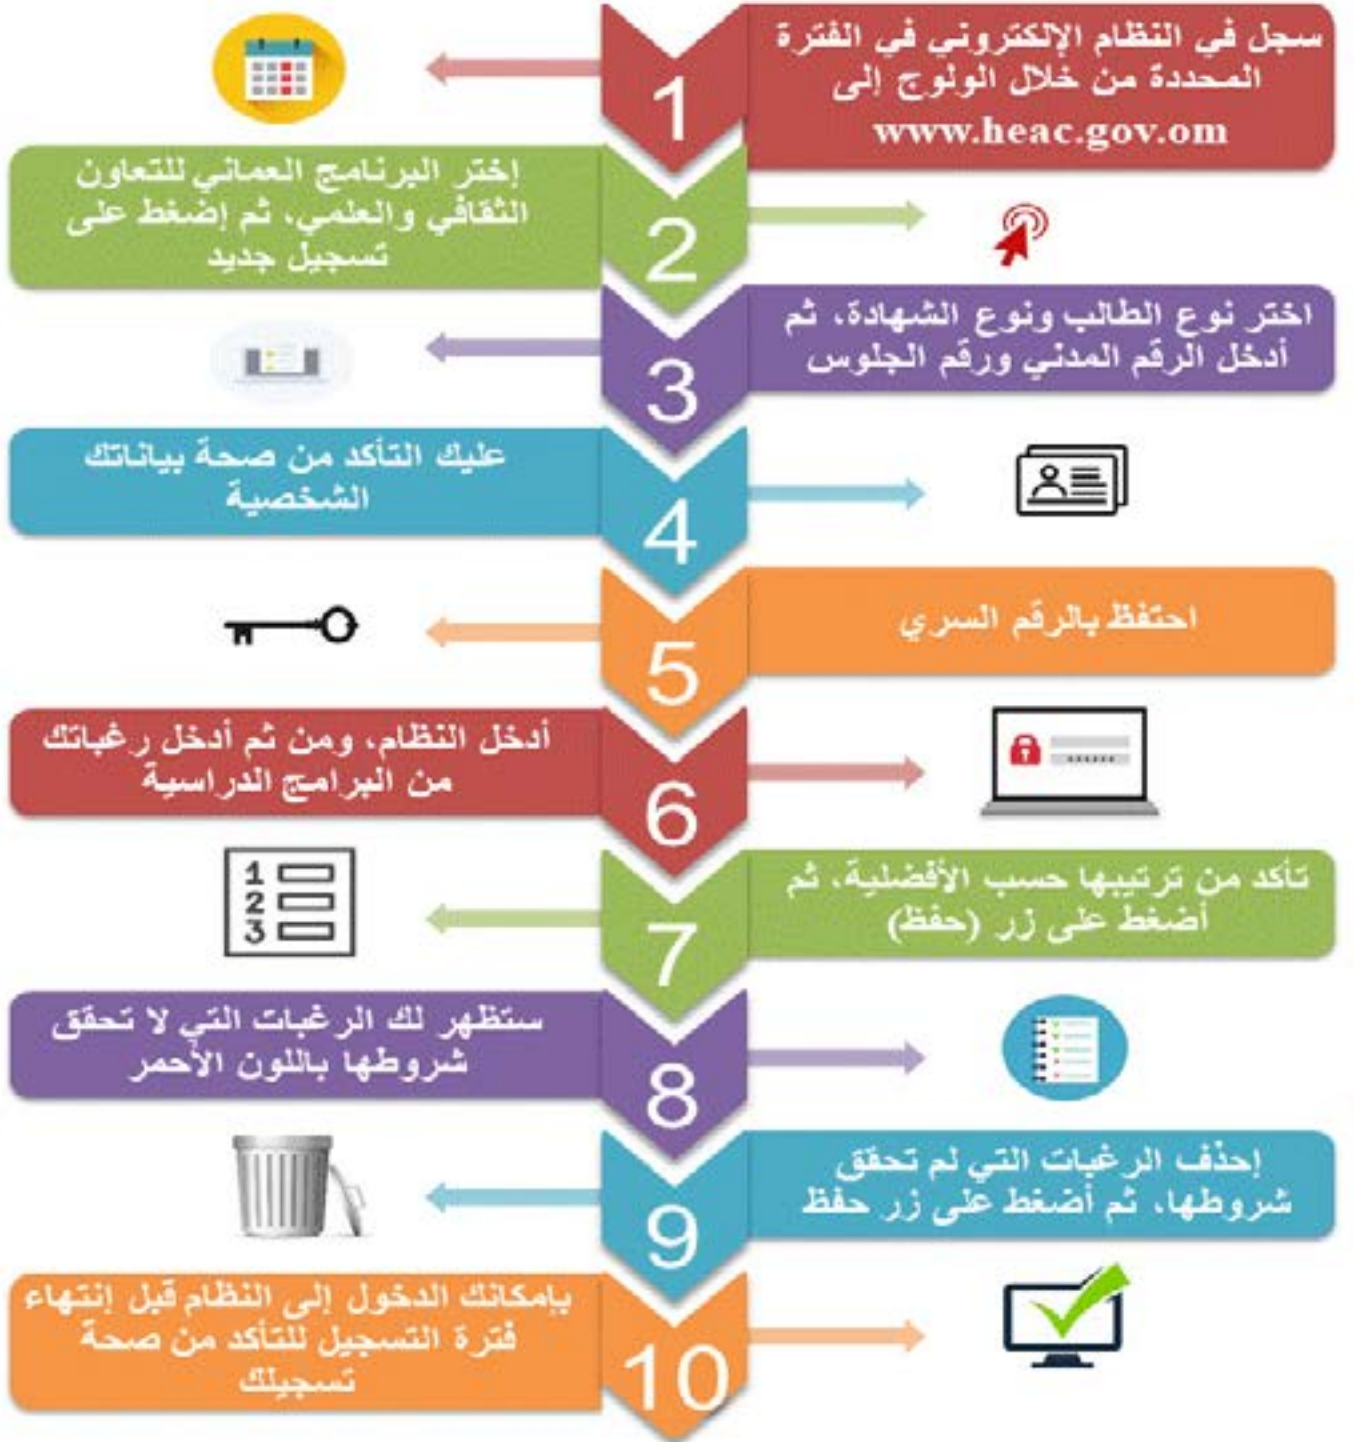 سجل في النظام الإلكتروني في الفترة
المحددة من خلال الولوج إلى
www.heac.gov.om
1
إختر البرنامج العماني للتعاون
الثقافي والعلمي، ثم إضغط على
تسجيل جديد
2
اختر نوع الطالب ونوع الشهادة، ثم
أدخل الرقم المدني ورقم الجلوس
3
عليك التأكد من صحة بياناتك
الشخصية
4
احتفظ بالرقم السري
5
أدخل النظام، ومن ثم أدخل رغباتك
من البرامج الدراسية
6
تأكد من ترتيبها حسب الأفضلية، ثم
أضغط على زر (حفظ)
7
1
2
3
ستظهر لك الرغبات التي لا تحقق
شروطها باللون الأحمر
8
إحذف الرغبات التي لم تحقق
شروطها، ثم أضغط على زر حفظ
9
بإمكانك الدخول إلى النظام قبل إنتهاء
فترة التسجيل للتأكد من صحة
تسجيلك
10